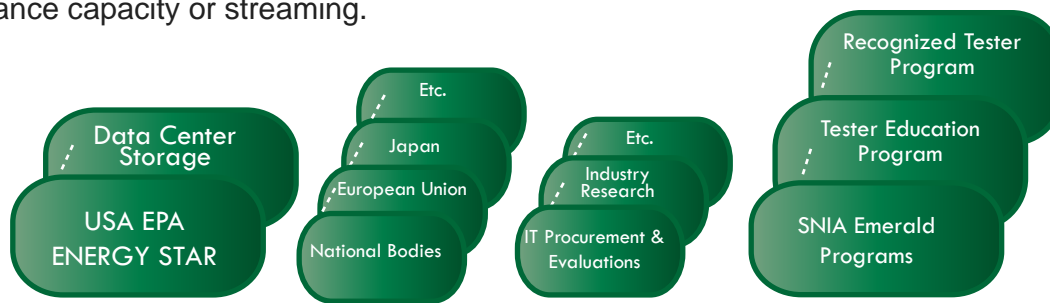 ance capacity or streaming.
Data Center
Storage
USA EPA
ENERGY STAR
Etc.
Japan
European Union
National Bodies
Etc.
Industry
Research
IT Procurement &
Evaluations
Recognized Tester
Program
Tester Education
Program
SNIA Emerald
Programs